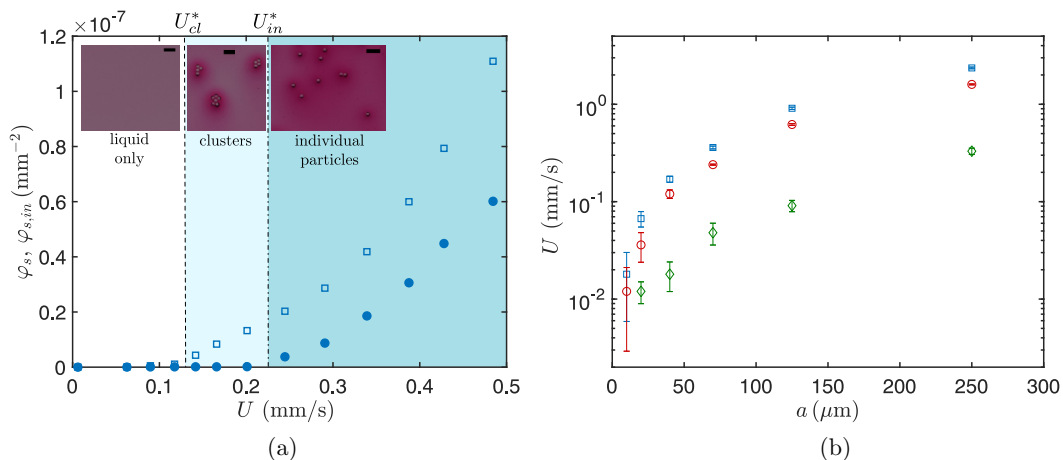 ×10⁻⁷
U*cl
U*in
1.2
1
0.8
0.6
0.4
0.2
0
φs, φs,in (mm⁻²)
liquid
only
clusters
individual
particles
0 0.1 0.2 0.3 0.4 0.5
U (mm/s)
(a)
10⁰
10⁻¹
10⁻²
U (mm/s)
0 50 100 150 200 250 300
a (μm)
(b)